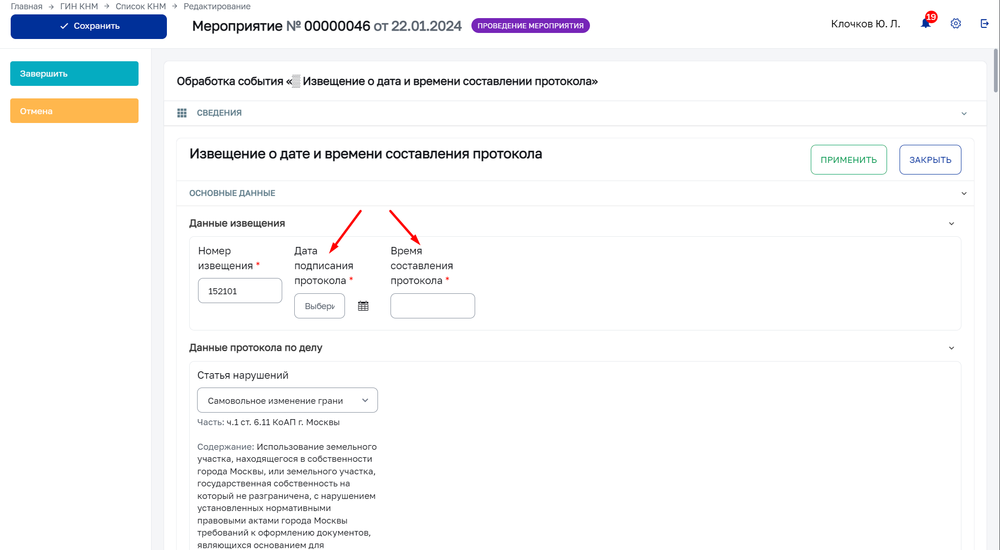 Главная → ГИН КНМ → Список КНМ → Редактирование
Сохранить
Мероприятие № 00000046 от 22.01.2024
ПРОВЕДЕНИЕ МЕРОПРИЯТИЯ
Клочков Ю. Л.
19
Завершить
Отмена
Обработка события « Извещение о дата и времени составлении протокола»
СВЕДЕНИЯ
Извещение о дате и времени составления протокола
ПРИМЕНИТЬ
ЗАКРЫТЬ
ОСНОВНЫЕ ДАННЫЕ
Данные извещения
Номер
извещения *
152101
Дата
подписания
протокола *
Выбери
Время
составления
протокола *
Данные протокола по делу
Статья нарушений
Самовольное изменение грани
Часть: ч.1 ст. 6.11 КоАП г. Москвы
Содержание: Использование земельного
участка, находящегося в собственности
города Москвы, или земельного участка,
государственная собственность на
который не разграничена, с нарушением
установленных нормативными
правовыми актами города Москвы
требований к оформлению документов,
являющихся основанием для